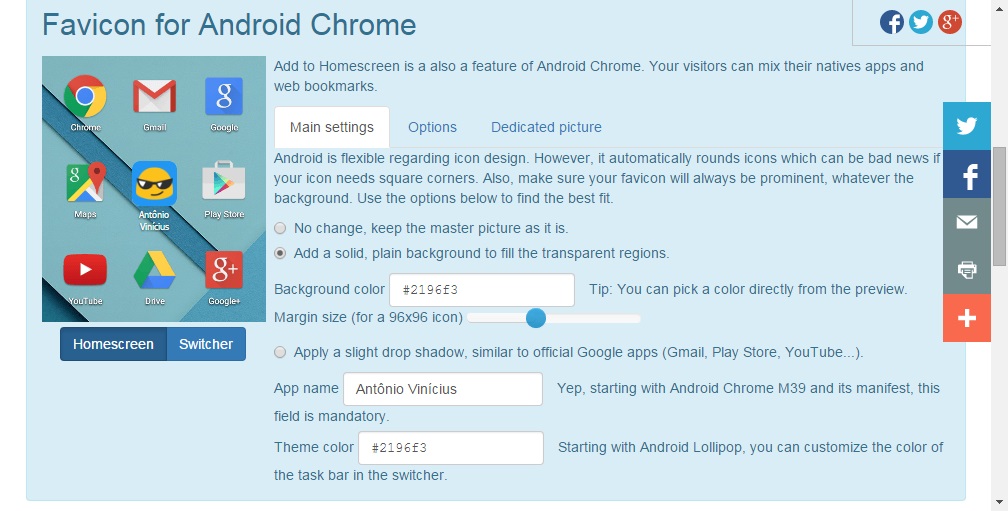 Favicon for Android Chrome
Chrome
Gmail
Google
Maps
Antônio
Vinícius
Play Store
YouTube
Drive
Google+
Homescreen
Switcher
Add to Homescreen is a also a feature of Android Chrome. Your visitors can mix their natives apps and
web bookmarks.
Main settings
Options
Dedicated picture
Android is flexible regarding icon design. However, it automatically rounds icons which can be bad news if
your icon needs square corners. Also, make sure your favicon will always be prominent, whatever the
background. Use the options below to find the best fit.
No change, keep the master picture as it is.
Add a solid, plain background to fill the transparent regions.
Background color #2196f3 Tip: You can pick a color directly from the preview.
Margin size (for a 96x96 icon)
Apply a slight drop shadow, similar to official Google apps (Gmail, Play Store, YouTube...).
App name Antônio Vinícius Yep, starting with Android Chrome M39 and its manifest, this
field is mandatory.
Theme color #2196f3 Starting with Android Lollipop, you can customize the color of
the task bar in the switcher.